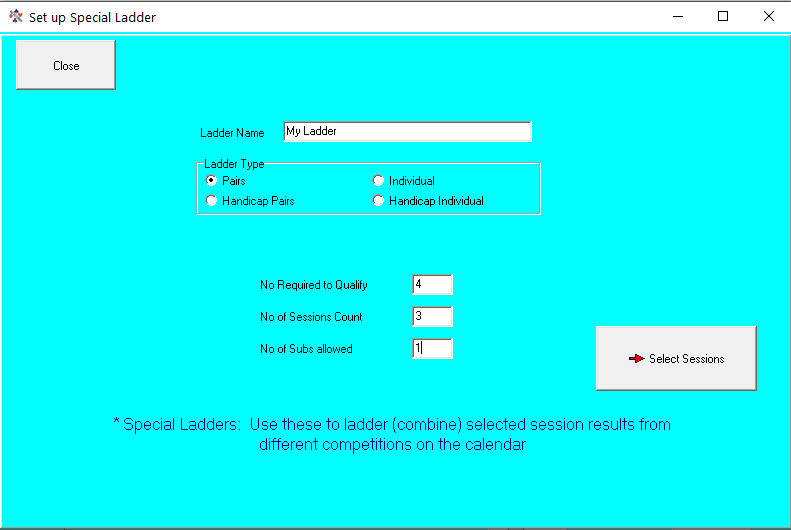 Set up Special Ladder
Close
Ladder Name My Ladder
Ladder Type
Pairs Individual
Handicap Pairs Handicap Individual
No Required to Qualify 4
No of Sessions Count 3
No of Subs allowed 1
Select Sessions
* Special Ladders: Use these to ladder (combine) selected session results from
different competitions on the calendar